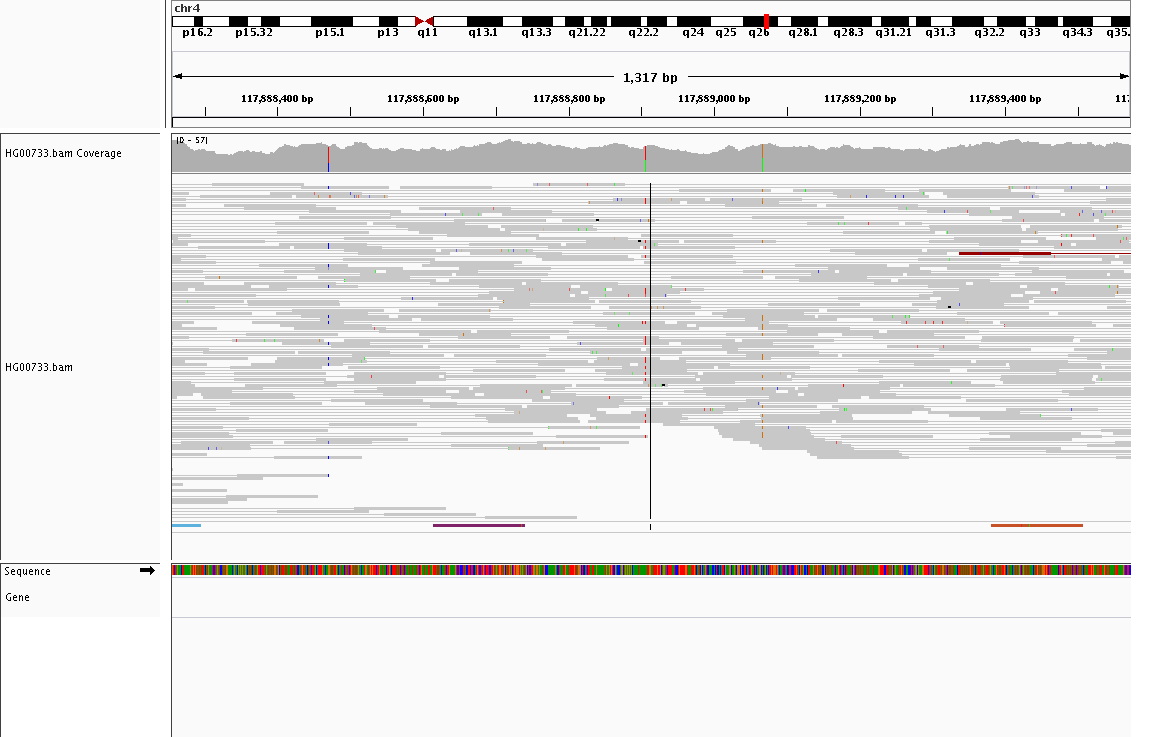 chr4
p16.2 p15.32 p15.1 p13 q11 q13.1 q13.3 q21.22 q22.2 q24 q25 q26 q28.1 q28.3 q31.21 q31.3 q32.2 q33 q34.3 q35.
1,317 bp
117,888,400 bp 117,888,600 bp 117,888,800 bp 117,889,000 bp 117,889,200 bp 117,889,400 bp 117:
[0 - 57]
HG00733.bam Coverage
HG00733.bam
Sequence
Gene